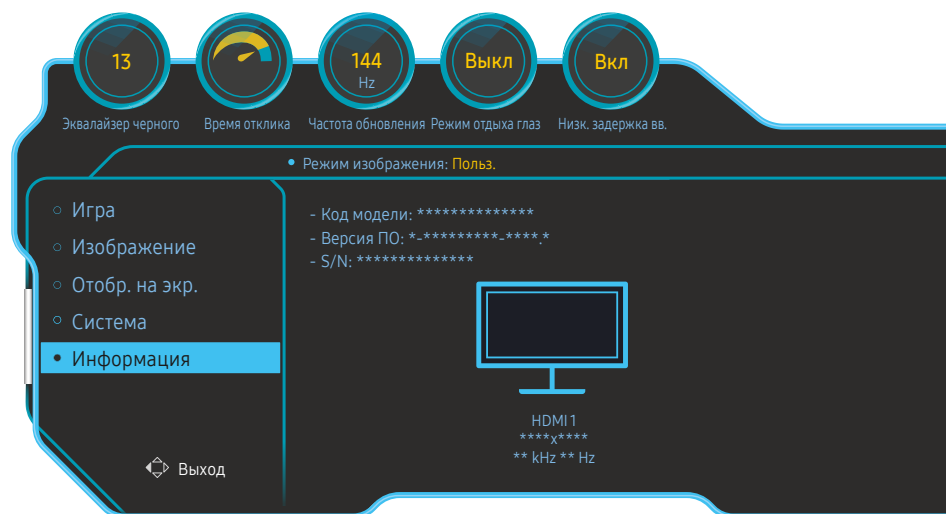 13
144
Hz
Выкл
Вкл
Эквалайзер черного
Время отклика
Частота обновления
Режим отдыха глаз
Низк. задержка вв.
• Режим изображения: Польз.
Игра
Изображение
Отобр. на экр.
Система
Информация
Выход
- Код модели: **************
- Версия ПО: *-*********-****.*
- S/N: **************
HDMI 1
****x****
** kHz ** Hz